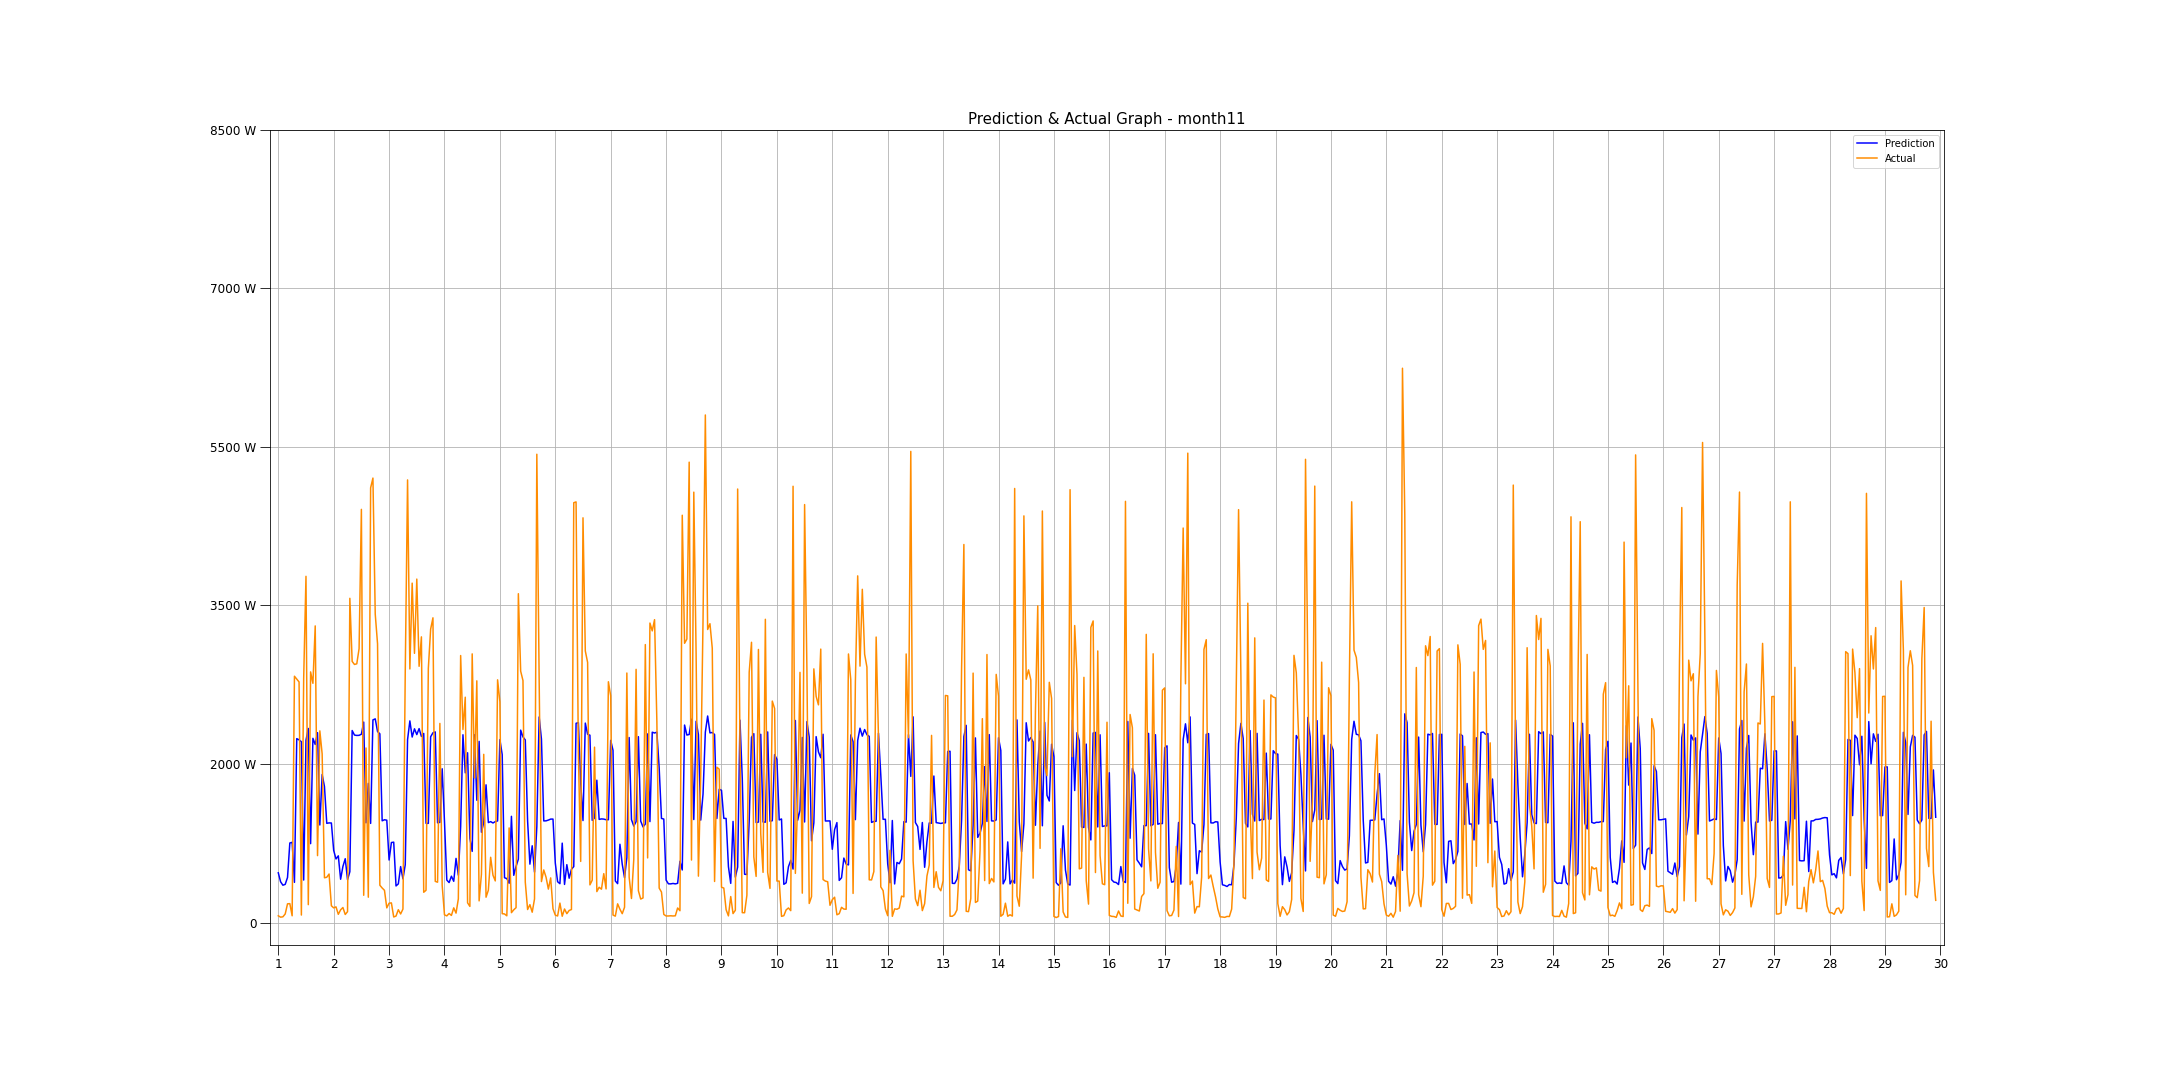 Prediction & Actual Graph - month11
8500 W
7000 W
5500 W
3500 W
2000 W
0
Prediction
Actual
1 2 3 4 5 6 7 8 9 10 11 12 13 14 15 16 17 18 19 20 21 22 23 24 25 26 27 27 28 29 30